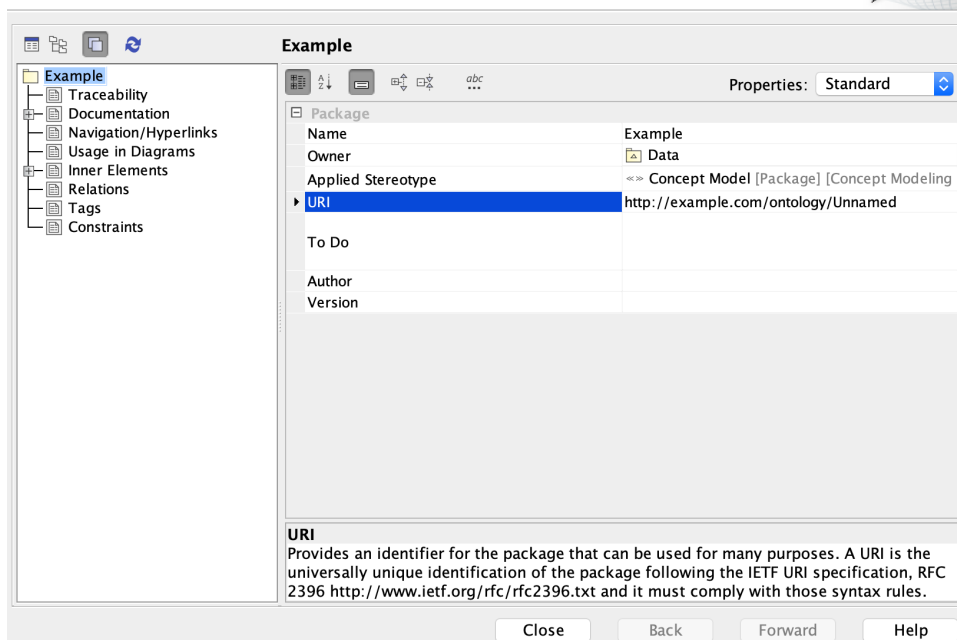 Example
Example
Traceability
Documentation
Navigation/Hyperlinks
Usage in Diagrams
Inner Elements
Relations
Tags
Constraints
abc
Properties: Standard
Package
Name Example
Owner Data
Applied Stereotype «» Concept Model [Package] [Concept Modeling
URI http://example.com/ontology/Unnamed
To Do
Author
Version
URI
Provides an identifier for the package that can be used for many purposes. A URI is the
universally unique identification of the package following the IETF URI specification, RFC
2396 http://www.ietf.org/rfc/rfc2396.txt and it must comply with those syntax rules.
Close Back Forward Help